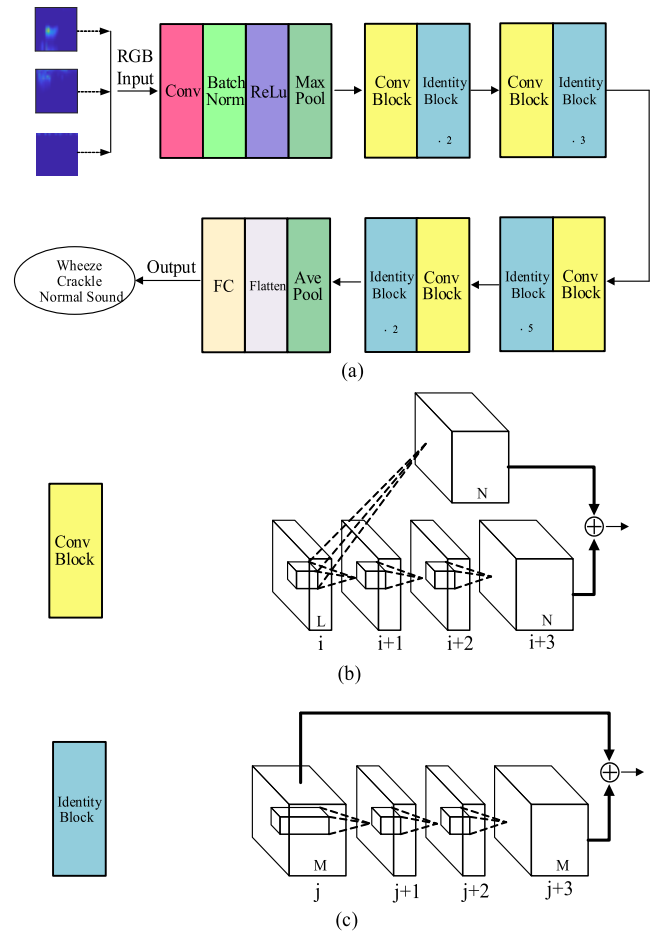 RGB
Input
Conv
Batch
Norm
ReLu
Max
Pool
Conv
Block
Identity
Block
· 2
Conv
Block
Identity
Block
· 3
Wheeze
Crackle
Normal Sound
Output
FC
Flatten
Ave
Pool
Identity
Block
· 2
Conv
Block
Identity
Block
· 5
Conv
Block
(a)
Conv
Block
N
L
N
i
i+1
i+2
i+3
(b)
Identity
Block
M
M
j
j+1
j+2
j+3
(c)